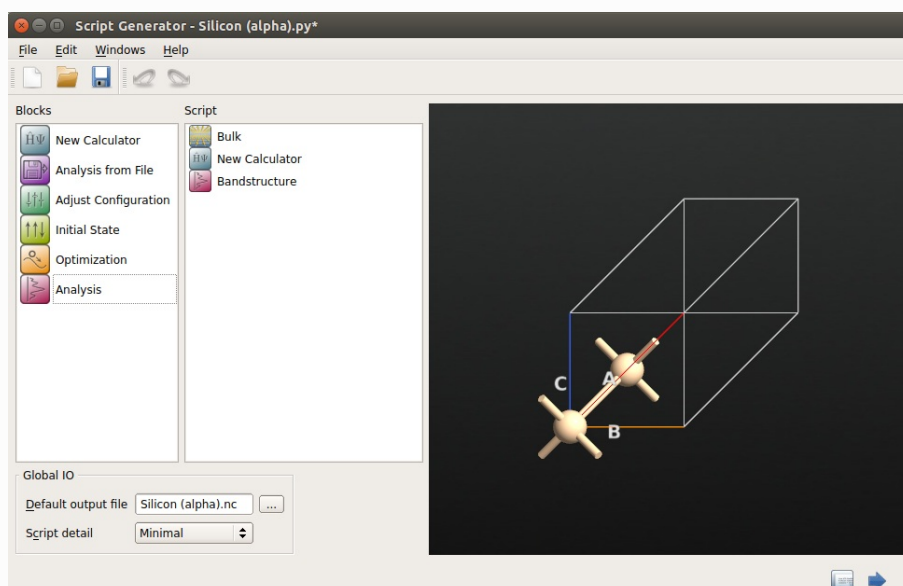 Script Generator - Silicon (alpha).py*
File Edit Windows Help
Blocks
Script
New Calculator
Analysis from File
Adjust Configuration
Initial State
Optimization
Analysis
Bulk
New Calculator
Bandstructure
C
A
B
Global IO
Default output file Silicon (alpha).nc ...
Script detail Minimal